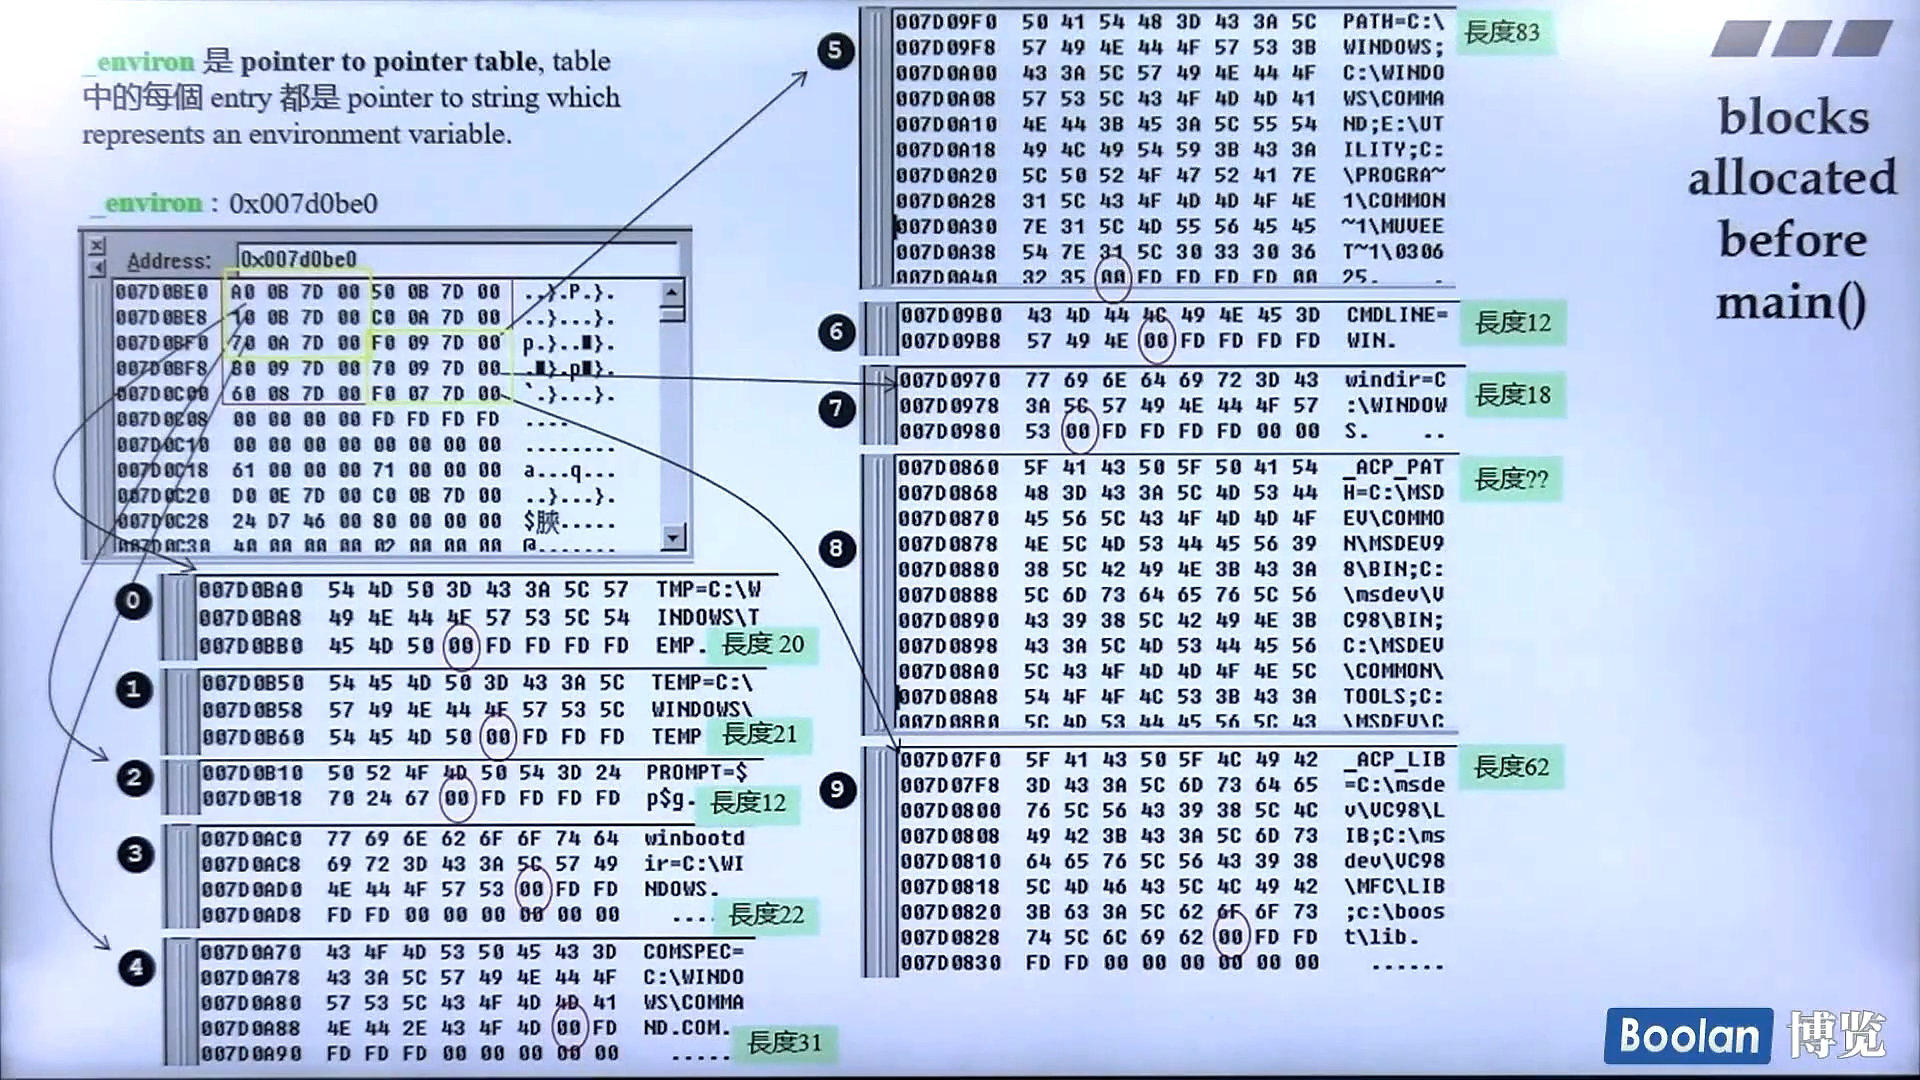 _environ 是 pointer to pointer table, table
中的每個 entry 都是 pointer to string which
represents an environment variable.
_environ : 0x007d0be0
Address: 0x007d0be0
007D0BE0 A0 0B 7D 00 50 0B 7D 00 ..}.P.}.
007D0BE8 10 0B 7D 00 C0 0A 7D 00 ..}...}.
007D0BF0 70 0A 7D 00 F0 09 7D 00 p.}..■}.
007D0BF8 B0 09 7D 00 70 09 7D 00 .■}.p■}.
007D0C00 60 08 7D 00 F0 07 7D 00 `.}...}.
007D0C08 00 00 00 00 FD FD FD FD ....
007D0C10 00 00 00 00 00 00 00 00 ........
007D0C18 61 00 00 00 71 00 00 00 a...q...
007D0C20 D0 0E 7D 00 C0 0B 7D 00 ..}...}.
007D0C28 24 D7 46 00 80 00 00 00 $.....
007D0C30 40 00 00 00 02 00 00 00 @.......
0
007D0BA0 54 4D 50 3D 43 3A 5C 57 TMP=C:\W
007D0BA8 49 4E 44 4F 57 53 5C 54 INDOWS\T
007D0BB0 45 4D 50 00 FD FD FD FD EMP.
長度 20
1
007D0B50 54 45 4D 50 3D 43 3A 5C TEMP=C:\
007D0B58 57 49 4E 44 4F 57 53 5C WINDOWS\
007D0B60 54 45 4D 50 00 FD FD FD TEMP
長度21
2
007D0B10 50 52 4F 4D 50 54 3D 24 PROMPT=$
007D0B18 70 24 67 00 FD FD FD FD p$g.
長度12
3
007D0AC0 77 69 6E 62 6F 6F 74 64 winbootd
007D0AC8 69 72 3D 43 3A 5C 57 49 ir=C:\WI
007D0AD0 4E 44 4F 57 53 00 FD FD NDOWS.
007D0AD8 FD FD 00 00 00 00 00 00 ....
長度22
4
007D0A70 43 4F 4D 53 50 45 43 3D COMSPEC=
007D0A78 43 3A 5C 57 49 4E 44 4F C:\WINDO
007D0A80 57 53 5C 43 4F 4D 4D 41 WS\COMMA
007D0A88 4E 44 2E 43 4F 4D 00 FD ND.COM.
007D0A90 FD FD FD 00 00 00 00 00 .....
長度31
5
007D09F0 50 41 54 48 3D 43 3A 5C PATH=C:\
007D09F8 57 49 4E 44 4F 57 53 3B WINDOWS;
007D0A00 43 3A 5C 57 49 4E 44 4F C:\WINDO
007D0A08 57 53 5C 43 4F 4D 4D 41 WS\COMMA
007D0A10 4E 44 3B 45 3A 5C 55 54 ND;E:\UT
007D0A18 49 4C 49 54 59 3B 43 3A ILITY;C:
007D0A20 5C 50 52 4F 47 52 41 7E \PROGRA~
007D0A28 31 5C 43 4F 4D 4D 4F 4E 1\COMMON
007D0A30 7E 31 5C 4D 55 56 45 45 ~1\MUVEE
007D0A38 54 7E 31 5C 30 33 30 36 T~1\0306
007D0A40 32 35 00 FD FD FD FD 00 25.
長度83
6
007D09B0 43 4D 44 4C 49 4E 45 3D CMDLINE=
007D09B8 57 49 4E 00 FD FD FD FD WIN.
長度12
7
007D0970 77 69 6E 64 69 72 3D 43 windir=C
007D0978 3A 5C 57 49 4E 44 4F 57 :\WINDOW
007D0980 53 00 FD FD FD FD 00 00 S. ..
長度18
8
007D0860 5F 41 43 50 5F 50 41 54 _ACP_PAT
007D0868 48 3D 43 3A 5C 4D 53 44 H=C:\MSD
007D0870 45 56 5C 43 4F 4D 4D 4F EV\COMMO
007D0878 4E 5C 4D 53 44 45 56 39 N\MSDEV9
007D0880 38 5C 42 49 4E 3B 43 3A 8\BIN;C:
007D0888 5C 6D 73 64 65 76 5C 56 \msdev\V
007D0890 43 39 38 5C 42 49 4E 3B C98\BIN;
007D0898 43 3A 5C 4D 53 44 45 56 C:\MSDEV
007D08A0 5C 43 4F 4D 4D 4F 4E 5C \COMMON\
007D08A8 54 4F 4F 4C 53 3B 43 3A TOOLS;C:
007D08B0 5C 4D 53 44 45 56 5C 43 \MSDEV\C
長度??
9
007D07F0 5F 41 43 50 5F 4C 49 42 _ACP_LIB
007D07F8 3D 43 3A 5C 6D 73 64 65 =C:\msde
007D0800 76 5C 56 43 39 38 5C 4C v\VC98\L
007D0808 49 42 3B 43 3A 5C 6D 73 IB;C:\ms
007D0810 64 65 76 5C 56 43 39 38 dev\VC98
007D0818 5C 4D 46 43 5C 4C 49 42 \MFC\LIB
007D0820 3B 63 3A 5C 62 6F 6F 73 ;c:\boos
007D0828 74 5C 6C 69 62 00 FD FD t\lib.
007D0830 FD FD 00 00 00 00 00 00 ......
長度62
blocks
allocated
before
main()
Boolan 博览